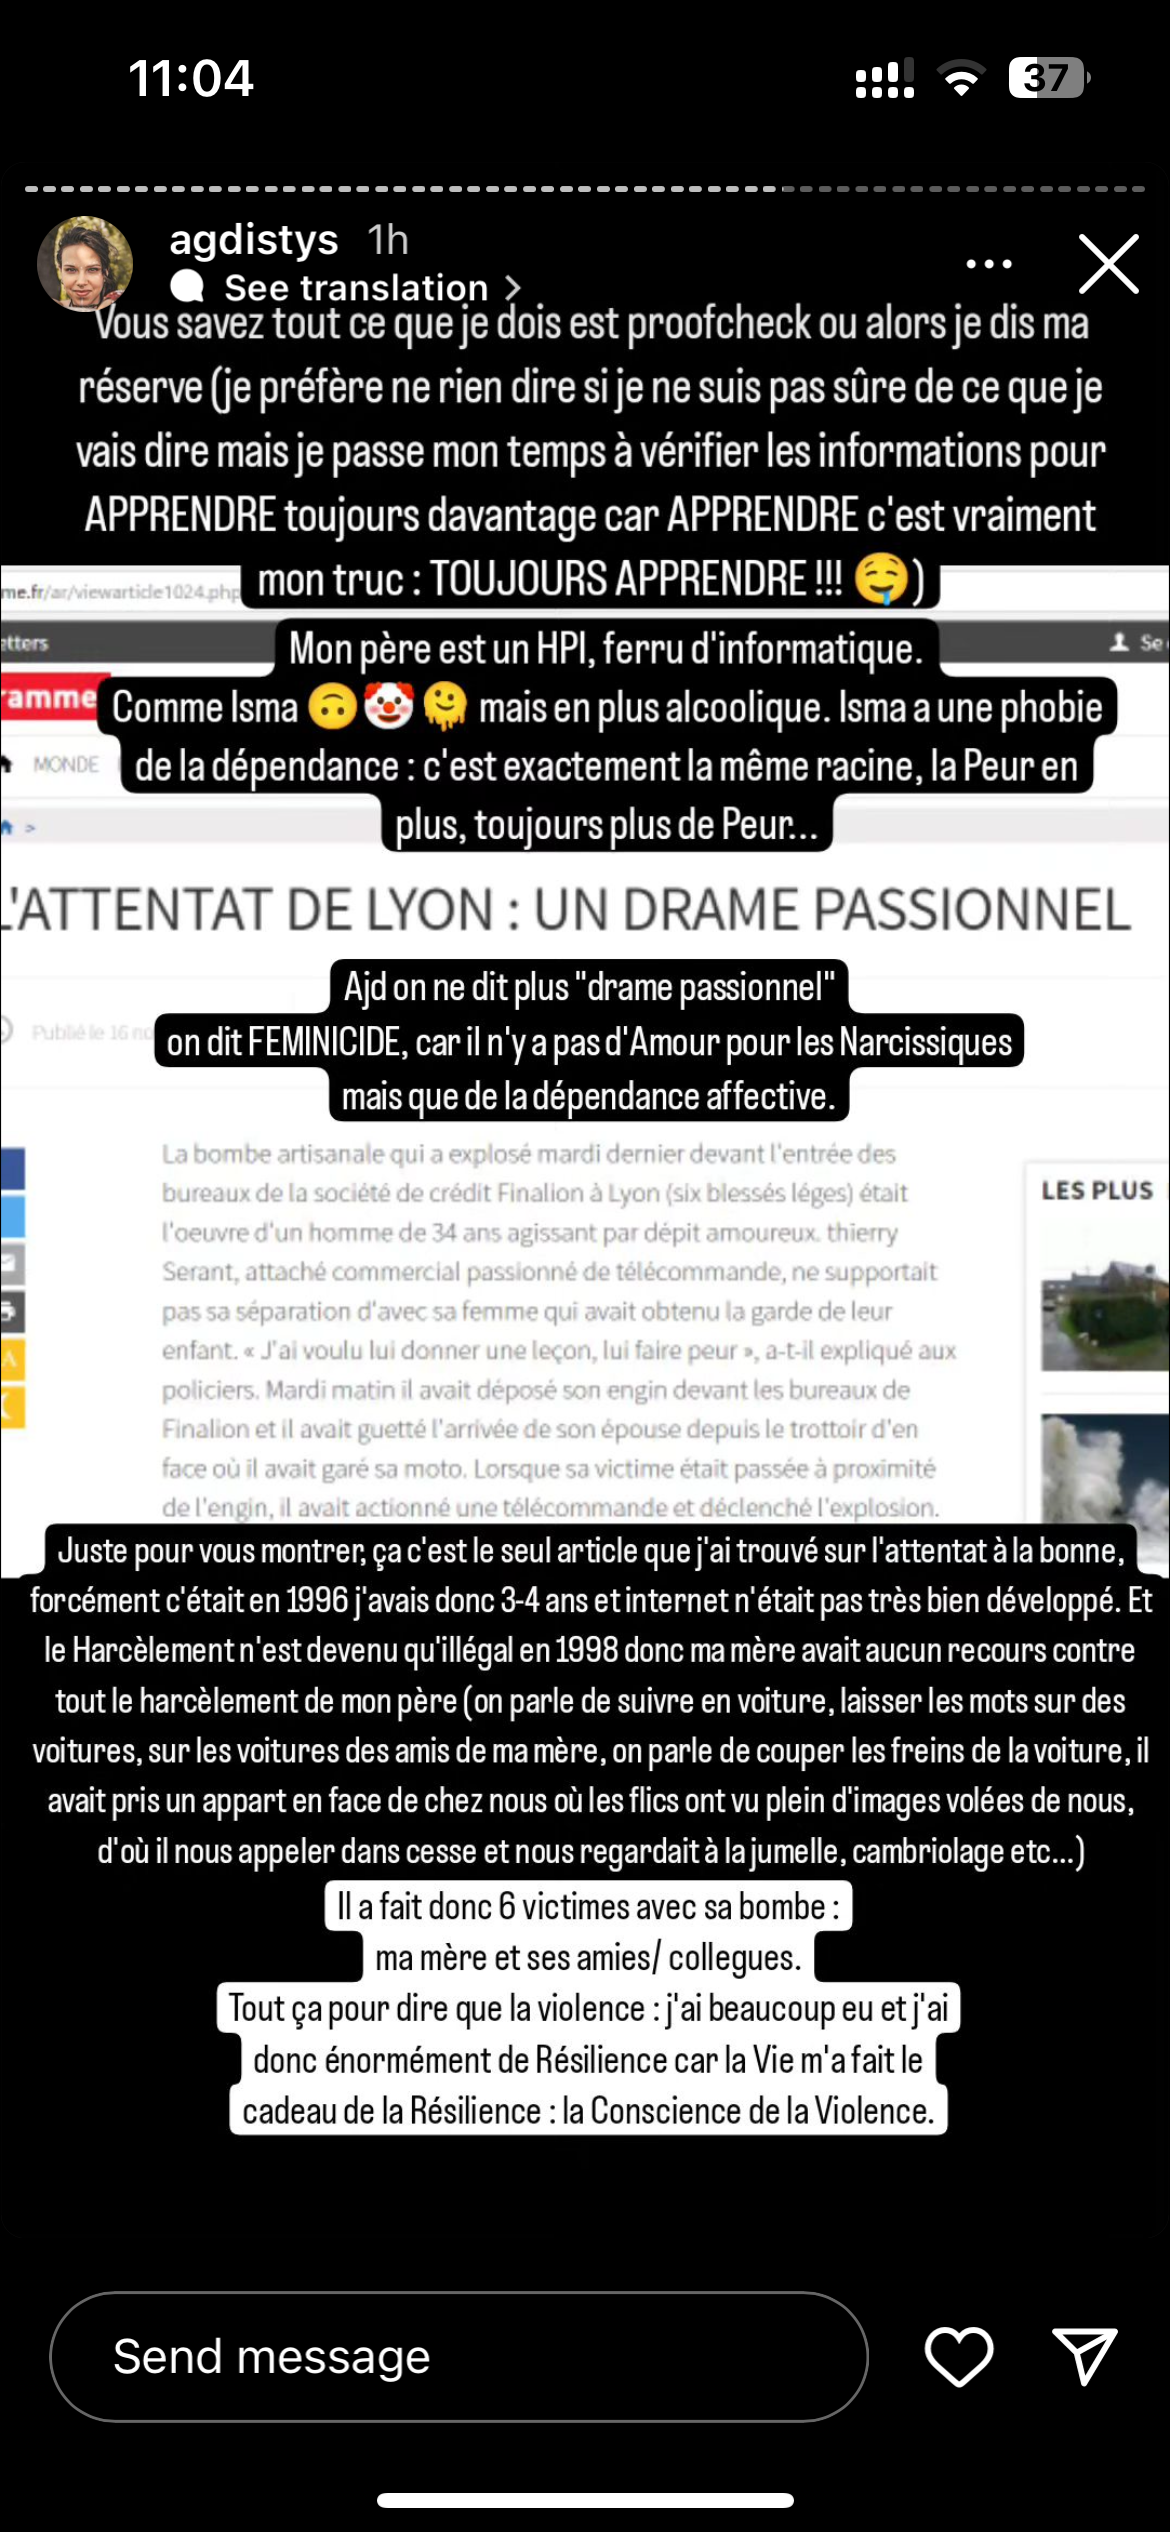 11:04
37
agdistys 1h
See translation >
Vous savez tout ce que je dois est proofcheck ou alors je dis ma
réserve (je préfère ne rien dire si je ne suis pas sûre de ce que je
vais dire mais je passe mon temps à vérifier les informations pour
APPRENDRE toujours davantage car APPRENDRE c'est vraiment
mon truc : TOUJOURS APPRENDRE !!! 🤤)
me.fr/ar/viewarticle1024.php
etters
Se
Mon père est un HPI, ferru d'informatique.
ramme
Comme Isma 🙃🤡🫠 mais en plus alcoolique. Isma a une phobie
MONDE
de la dépendance : c'est exactement la même racine, la Peur en
plus, toujours plus de Peur...
>
L'ATTENTAT DE LYON : UN DRAME PASSIONNEL
Ajd on ne dit plus "drame passionnel"
Publié le 16 no
on dit FEMINICIDE, car il n'y a pas d'Amour pour les Narcissiques
mais que de la dépendance affective.
La bombe artisanale qui a explosé mardi dernier devant l'entrée des
bureaux de la société de crédit Finalion à Lyon (six blessés léges) était
l'oeuvre d'un homme de 34 ans agissant par dépit amoureux. thierry
Serant, attaché commercial passionné de télécommande, ne supportait
pas sa séparation d'avec sa femme qui avait obtenu la garde de leur
enfant. « J'ai voulu lui donner une leçon, lui faire peur », a-t-il expliqué aux
policiers. Mardi matin il avait déposé son engin devant les bureaux de
Finalion et il avait guetté l'arrivée de son épouse depuis le trottoir d'en
face où il avait garé sa moto. Lorsque sa victime était passée à proximité
de l'engin, il avait actionné une télécommande et déclenché l'explosion.
LES PLUS
Juste pour vous montrer, ça c'est le seul article que j'ai trouvé sur l'attentat à la bonne,
forcément c'était en 1996 j'avais donc 3-4 ans et internet n'était pas très bien développé. Et
le Harcèlement n'est devenu qu'illégal en 1998 donc ma mère avait aucun recours contre
tout le harcèlement de mon père (on parle de suivre en voiture, laisser les mots sur des
voitures, sur les voitures des amis de ma mère, on parle de couper les freins de la voiture, il
avait pris un appart en face de chez nous où les flics ont vu plein d'images volées de nous,
d'où il nous appeler dans cesse et nous regardait à la jumelle, cambriolage etc...)
Il a fait donc 6 victimes avec sa bombe :
ma mère et ses amies/ collegues.
Tout ça pour dire que la violence : j'ai beaucoup eu et j'ai
donc énormément de Résilience car la Vie m'a fait le
cadeau de la Résilience : la Conscience de la Violence.
Send message